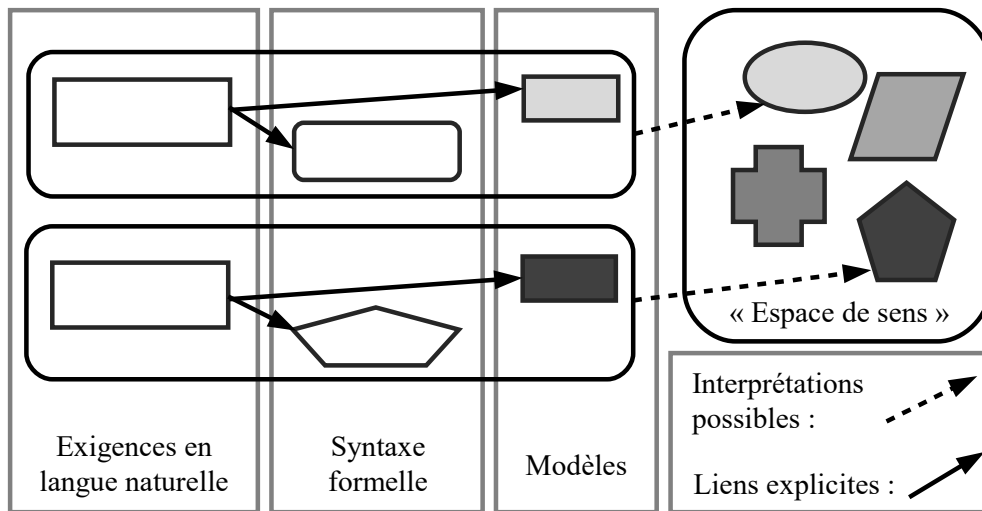 Exigences en
langue naturelle
Syntaxe
formelle
Modèles
« Espace de sens »
Interprétations
possibles :
Liens explicites :